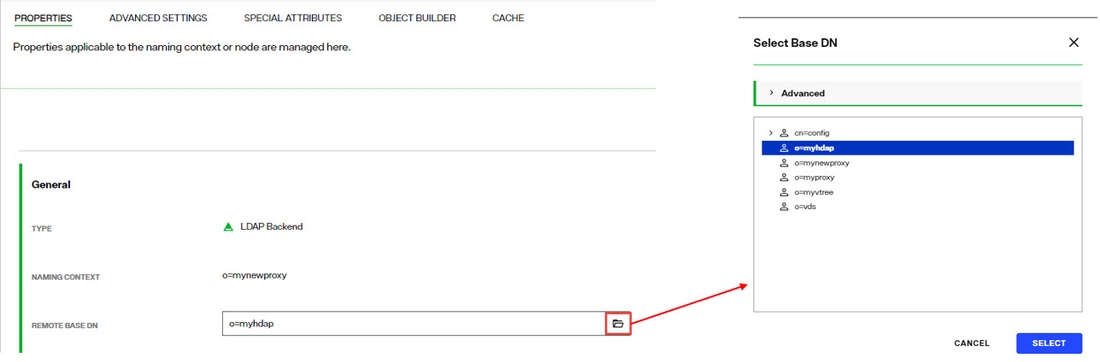 PROPERTIES ADVANCED SETTINGS SPECIAL ATTRIBUTES OBJECT BUILDER CACHE
Properties applicable to the naming context or node are managed here.
General
TYPE LDAP Backend
NAMING CONTEXT o=mynewproxy
REMOTE BASE DN o=myhdap
Select Base DN
Advanced
cn=config
o=myhdap
o=mynewproxy
o=myproxy
o=myvtree
o=vds
CANCEL SELECT